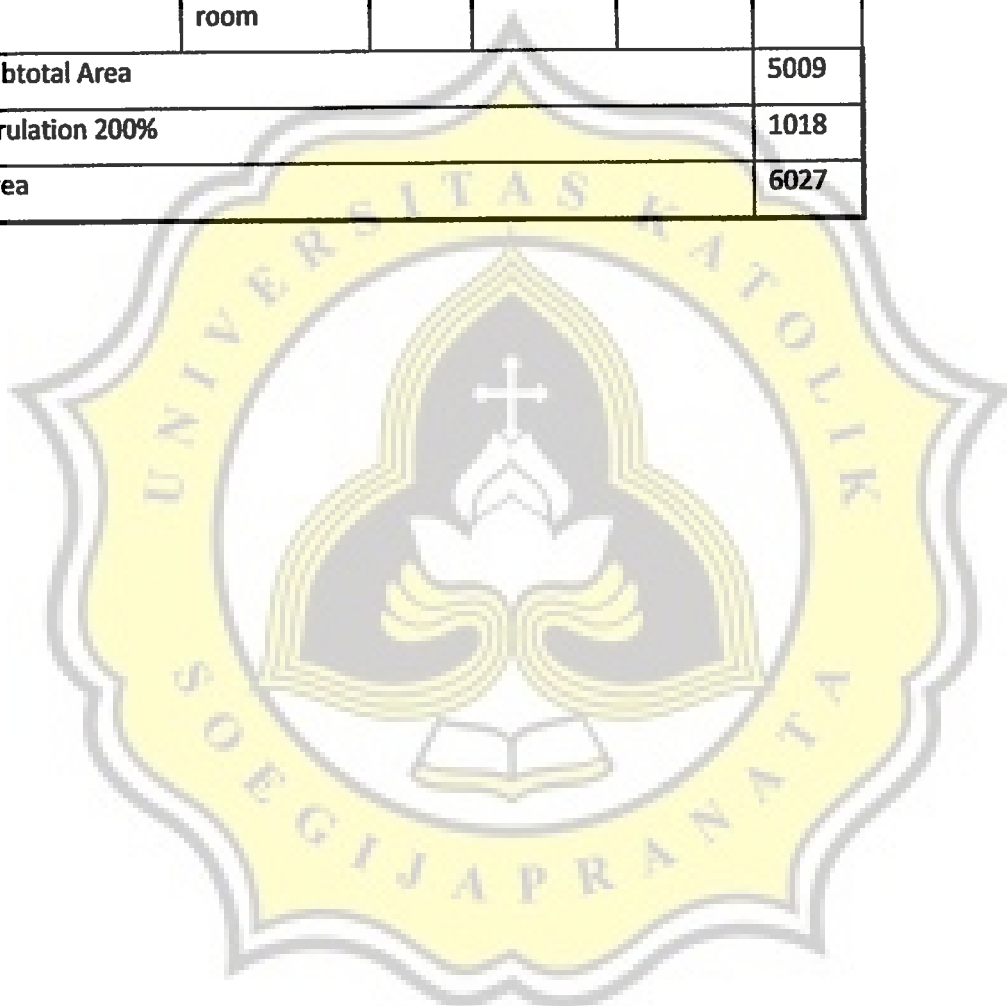 room
btotal Area 5009
rulation 200% 1018
ea 6027
UNIVERSITAS KATOLIK
SOEGIJAPRANATA